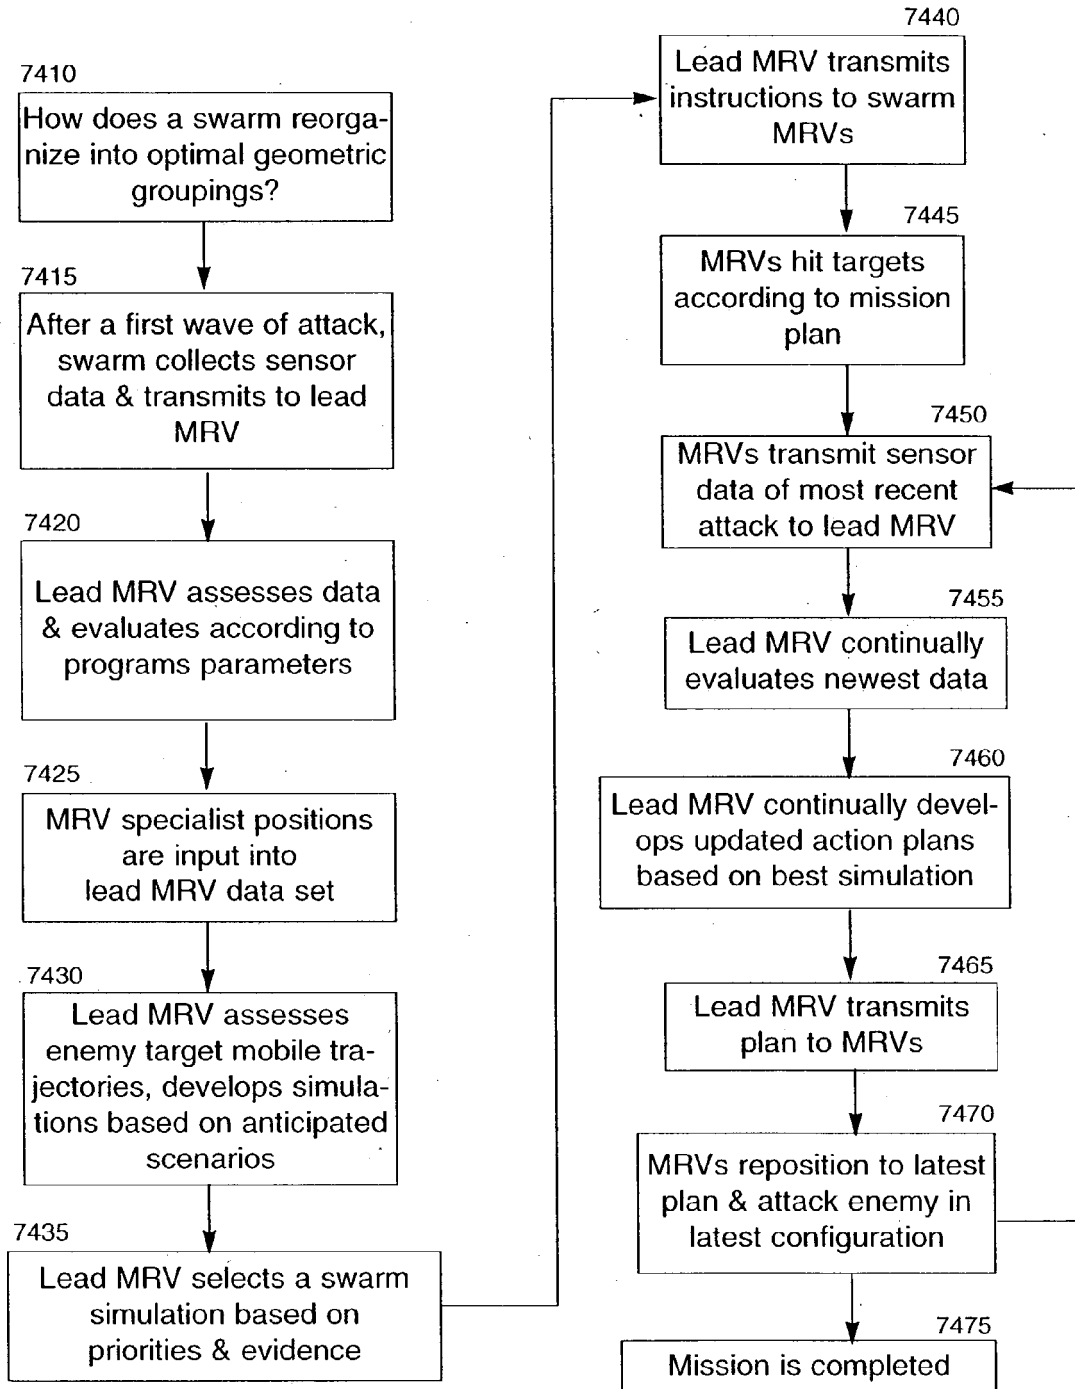 7410
How does a swarm reorga-
nize into optimal geometric
groupings?
7415
After a first wave of attack,
swarm collects sensor
data & transmits to lead
MRV
7420
Lead MRV assesses data
& evaluates according to
programs parameters
7425
MRV specialist positions
are input into
lead MRV data set
7430
Lead MRV assesses
enemy target mobile tra-
jectories, develops simula-
tions based on anticipated
scenarios
7435
Lead MRV selects a swarm
simulation based on
priorities & evidence
7440
Lead MRV transmits
instructions to swarm
MRVs
7445
MRVs hit targets
according to mission
plan
7450
MRVs transmit sensor
data of most recent
attack to lead MRV
7455
Lead MRV continually
evaluates newest data
7460
Lead MRV continually devel-
ops updated action plans
based on best simulation
7465
Lead MRV transmits
plan to MRVs
7470
MRVs reposition to latest
plan & attack enemy in
latest configuration
7475
Mission is completed